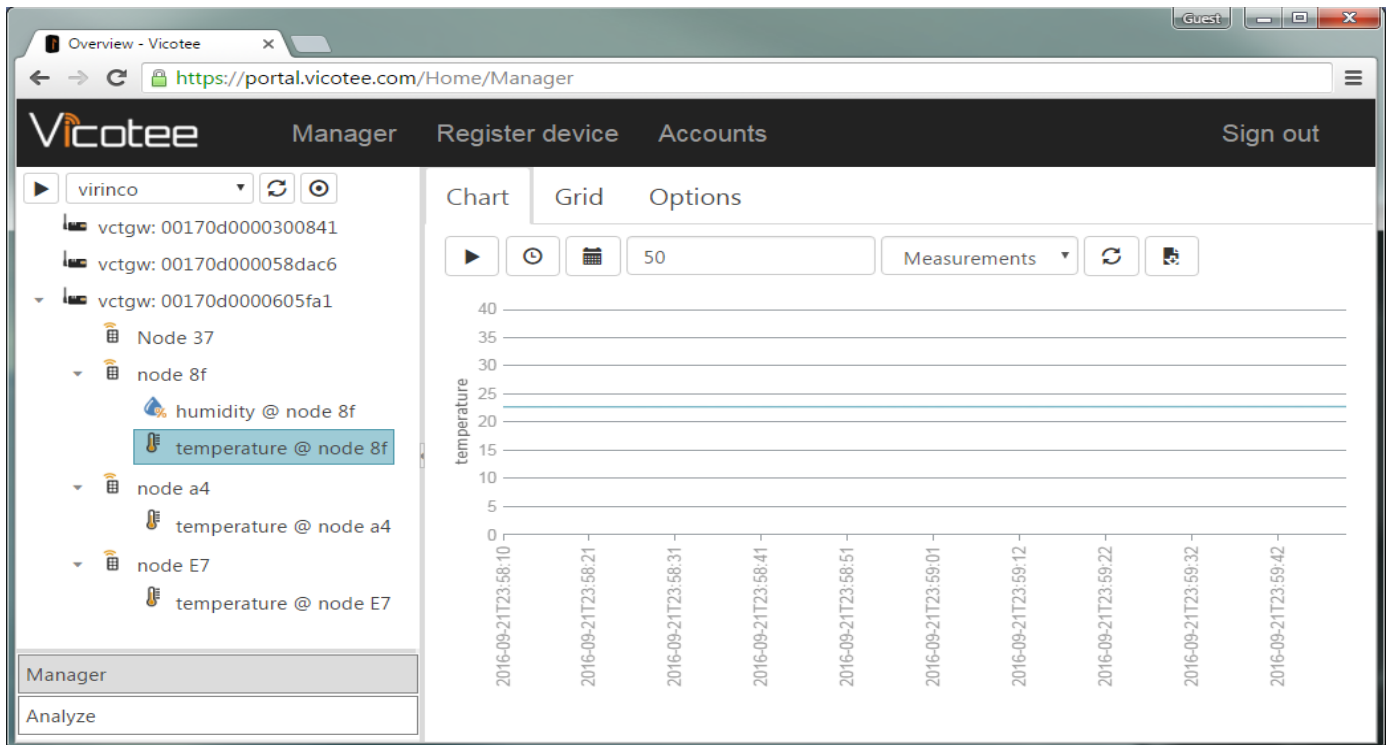 Guest
Overview - Vicotee
https://portal.vicotee.com/Home/Manager
Vicotee Manager Register device Accounts Sign out
virinco
vctgw: 00170d0000300841
vctgw: 00170d000058dac6
vctgw: 00170d0000605fa1
Node 37
node 8f
humidity @ node 8f
temperature @ node 8f
node a4
temperature @ node a4
node E7
temperature @ node E7
Manager
Analyze
Chart Grid Options
50 Measurements
temperature
40
35
30
25
20
15
10
5
0
2016-09-21T23:58:10
2016-09-21T23:58:21
2016-09-21T23:58:31
2016-09-21T23:58:41
2016-09-21T23:58:51
2016-09-21T23:59:01
2016-09-21T23:59:12
2016-09-21T23:59:22
2016-09-21T23:59:32
2016-09-21T23:59:42